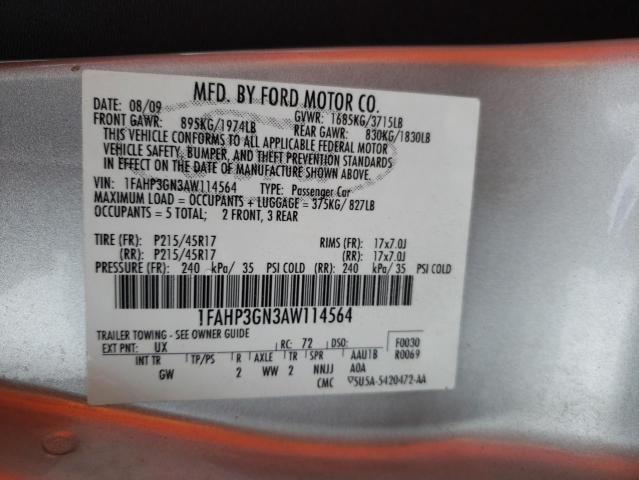 MFD. BY FORD MOTOR CO.
DATE: 08/09 GVWR: 1685KG/3715LB
FRONT GAWR: 895KG/1974LB REAR GAWR: 830KG/1830LB
THIS VEHICLE CONFORMS TO ALL APPLICABLE FEDERAL MOTOR
VEHICLE SAFETY, BUMPER, AND THEFT PREVENTION STANDARDS
IN EFFECT ON THE DATE OF MANUFACTURE SHOWN ABOVE.
VIN: 1FAHP3GN3AW114564 TYPE: Passenger Car
MAXIMUM LOAD = OCCUPANTS + LUGGAGE = 375KG/ 827LB
OCCUPANTS = 5 TOTAL; 2 FRONT, 3 REAR
TIRE (FR): P215/45R17 RIMS (FR): 17x7.0J
(RR): P215/45R17 (RR): 17x7.0J
PRESSURE (FR): 240 kPa/ 35 PSI COLD (RR): 240 kPa/ 35 PSI COLD
1FAHP3GN3AW114564
TRAILER TOWING - SEE OWNER GUIDE
EXT PNT: UX RC: 72 DSO: F0030
INT TR TP/PS R AXLE TR SPR AAU1B R0069
GW 2 WW 2 NNJJ A0A
CMC 5U5A-5420472-AA